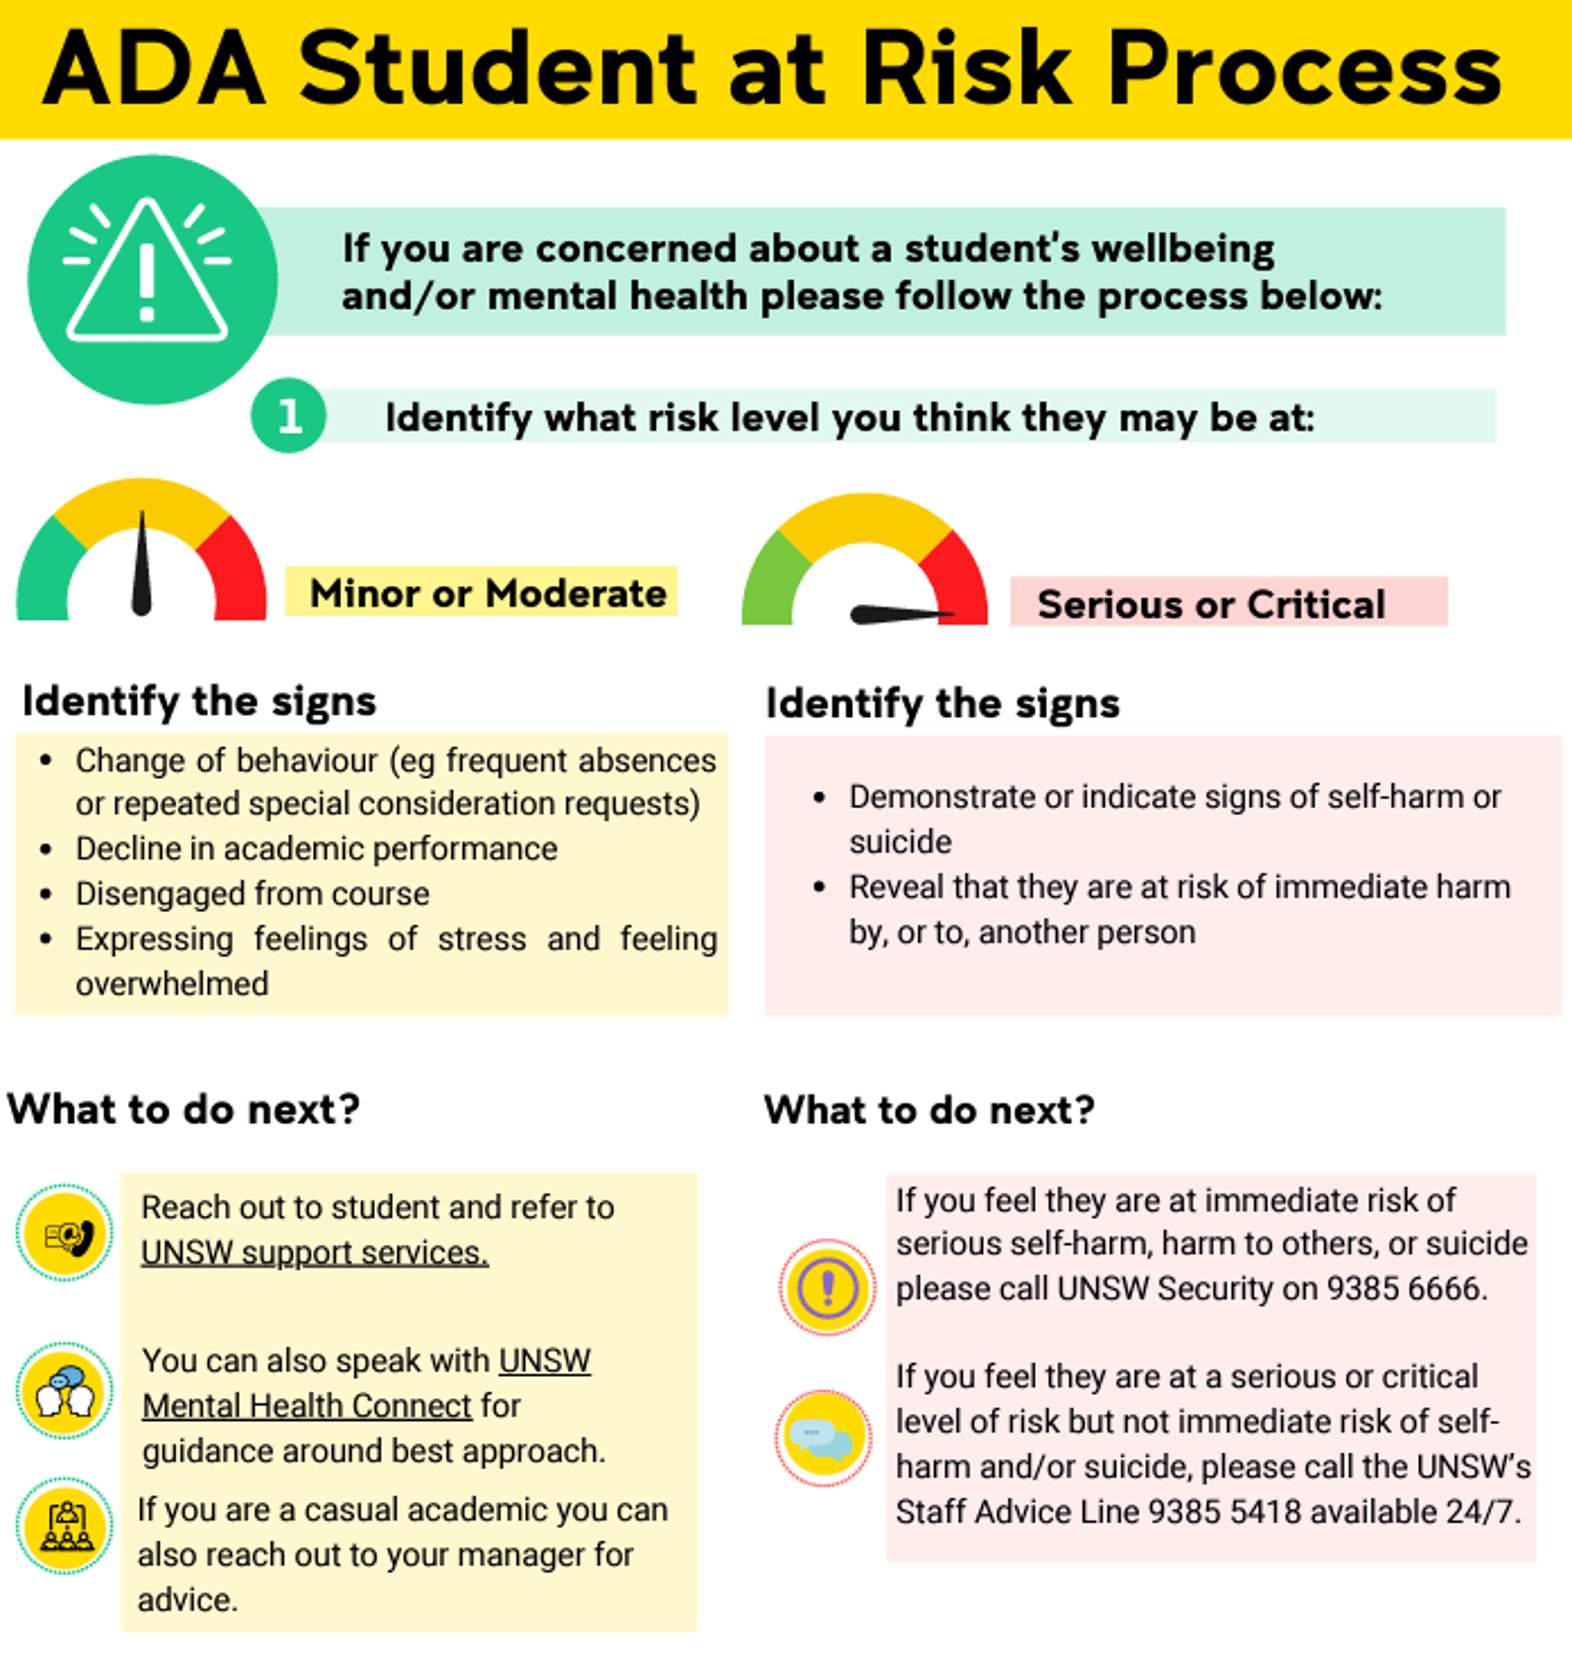 ADA Student at Risk Process
If you are concerned about a student's wellbeing
and/or mental health please follow the process below:
1
Identify what risk level you think they may be at:
Minor or Moderate
Identify the signs
• Change of behaviour (eg frequent absences
or repeated special consideration requests)
• Decline in academic performance
• Disengaged from course
• Expressing feelings of stress and feeling
overwhelmed
What to do next?
Reach out to student and refer to
UNSW support services.
You can also speak with UNSW
Mental Health Connect for
guidance around best approach.
If you are a casual academic you can
also reach out to your manager for
advice.
Serious or Critical
Identify the signs
• Demonstrate or indicate signs of self-harm or
suicide
• Reveal that they are at risk of immediate harm
by, or to, another person
What to do next?
If you feel they are at immediate risk of
serious self-harm, harm to others, or suicide
please call UNSW Security on 9385 6666.
If you feel they are at a serious or critical
level of risk but not immediate risk of self-
harm and/or suicide, please call the UNSW’s
Staff Advice Line 9385 5418 available 24/7.